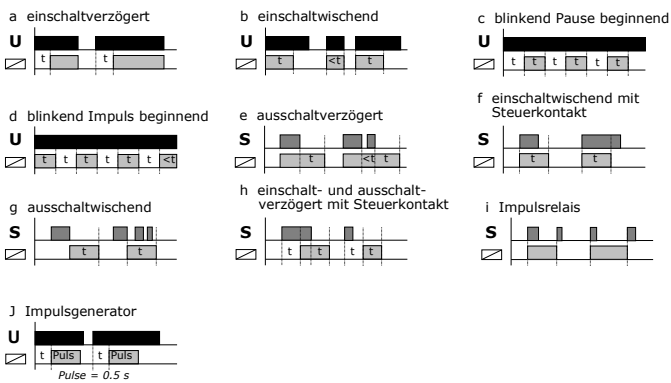 a einschaltverzögert
b einschaltwischend
c blinkend Pause beginnend
U
t t
U
t <t t
U
t t t t t t
d blinkend Impuls beginnend
e ausschaltverzögert
f einschaltwischend mit
Steuerkontakt
U
t t t t t t <t
S
t <t t
S
t t
g ausschaltwischend
h einschalt- und ausschalt-
verzögert mit Steuerkontakt
i Impulsrelais
S
t t
S
t t t t
S
J Impulsgenerator
U
t Puls t Puls
Pulse = 0.5 s